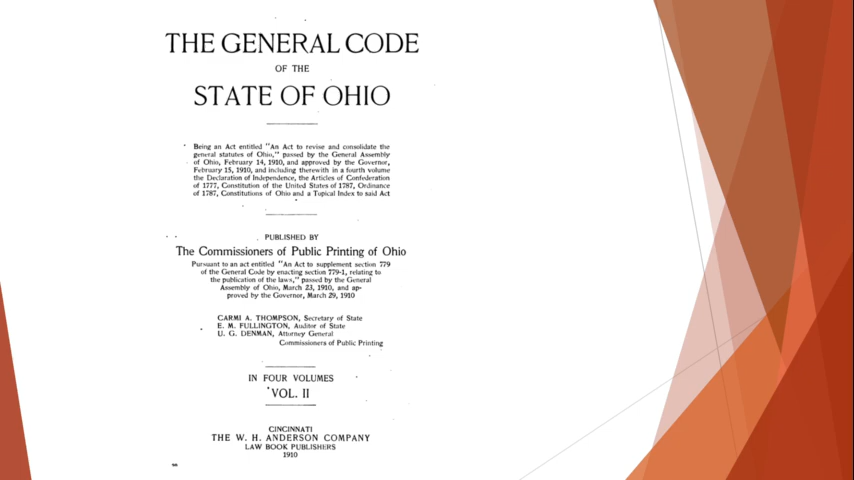 THE GENERAL CODE
OF THE
STATE OF OHIO
Being an Act entitled "An Act to revise and consolidate the
general statutes of Ohio," passed by the General Assembly
of Ohio, February 14, 1910, and approved by the Governor,
February 15, 1910, and including therewith in a fourth volume
the Declaration of Independence, the Articles of Confederation
of 1777, Constitution of the United States of 1787, Ordinance
of 1787, Constitutions of Ohio and a Topical Index to said Act
PUBLISHED BY
The Commissioners of Public Printing of Ohio
Pursuant to an act entitled "An Act to supplement section 779
of the General Code by enacting section 779-1, relating to
the publication of the laws," passed by the General
Assembly of Ohio, March 23, 1910, and ap-
proved by the Governor, March 29, 1910
CARMI A. THOMPSON, Secretary of State
E. M. FULLINGTON, Auditor of State
U. G. DENMAN, Attorney General
Commissioners of Public Printing
IN FOUR VOLUMES
VOL. II
CINCINNATI
THE W. H. ANDERSON COMPANY
LAW BOOK PUBLISHERS
1910